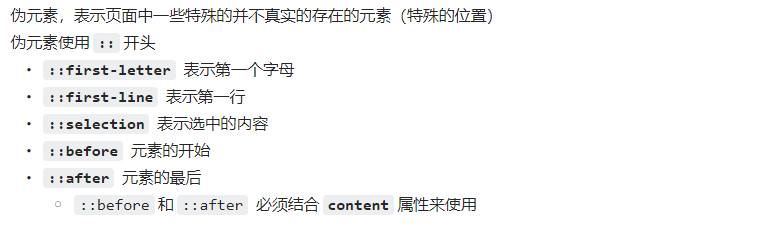 伪元素，表示页面中一些特殊的并不真实的存在的元素（特殊的位置）
伪元素使用 :: 开头
• ::first-letter 表示第一个字母
• ::first-line 表示第一行
• ::selection 表示选中的内容
• ::before 元素的开始
• ::after 元素的最后
○ ::before 和 ::after 必须结合 content 属性来使用